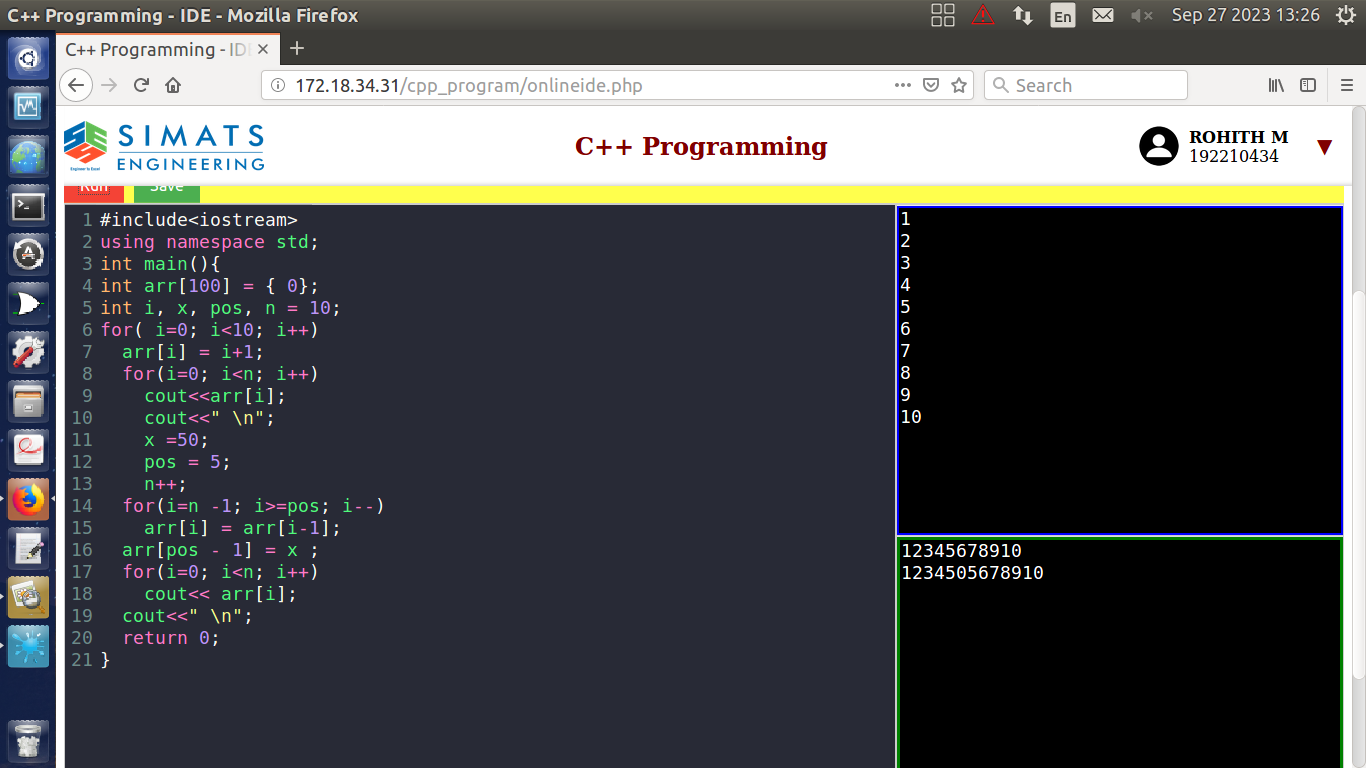 C++ Programming - IDE - Mozilla Firefox
En
Sep 27 2023 13:26
C++ Programming - IDE
172.18.34.31/cpp_program/onlineide.php
Search
SIMATS
ENGINEERING
Engineer to Excel
C++ Programming
ROHITH M
192210434
Run
Save
1 #include<iostream>
2 using namespace std;
3 int main(){
4 int arr[100] = { 0};
5 int i, x, pos, n = 10;
6 for( i=0; i<10; i++)
7   arr[i] = i+1;
8   for(i=0; i<n; i++)
9     cout<<arr[i];
10     cout<<" \n";
11     x =50;
12     pos = 5;
13     n++;
14   for(i=n -1; i>=pos; i--)
15     arr[i] = arr[i-1];
16   arr[pos - 1] = x ;
17   for(i=0; i<n; i++)
18     cout<< arr[i];
19   cout<<" \n";
20   return 0;
21 }
1
2
3
4
5
6
7
8
9
10
12345678910
1234505678910